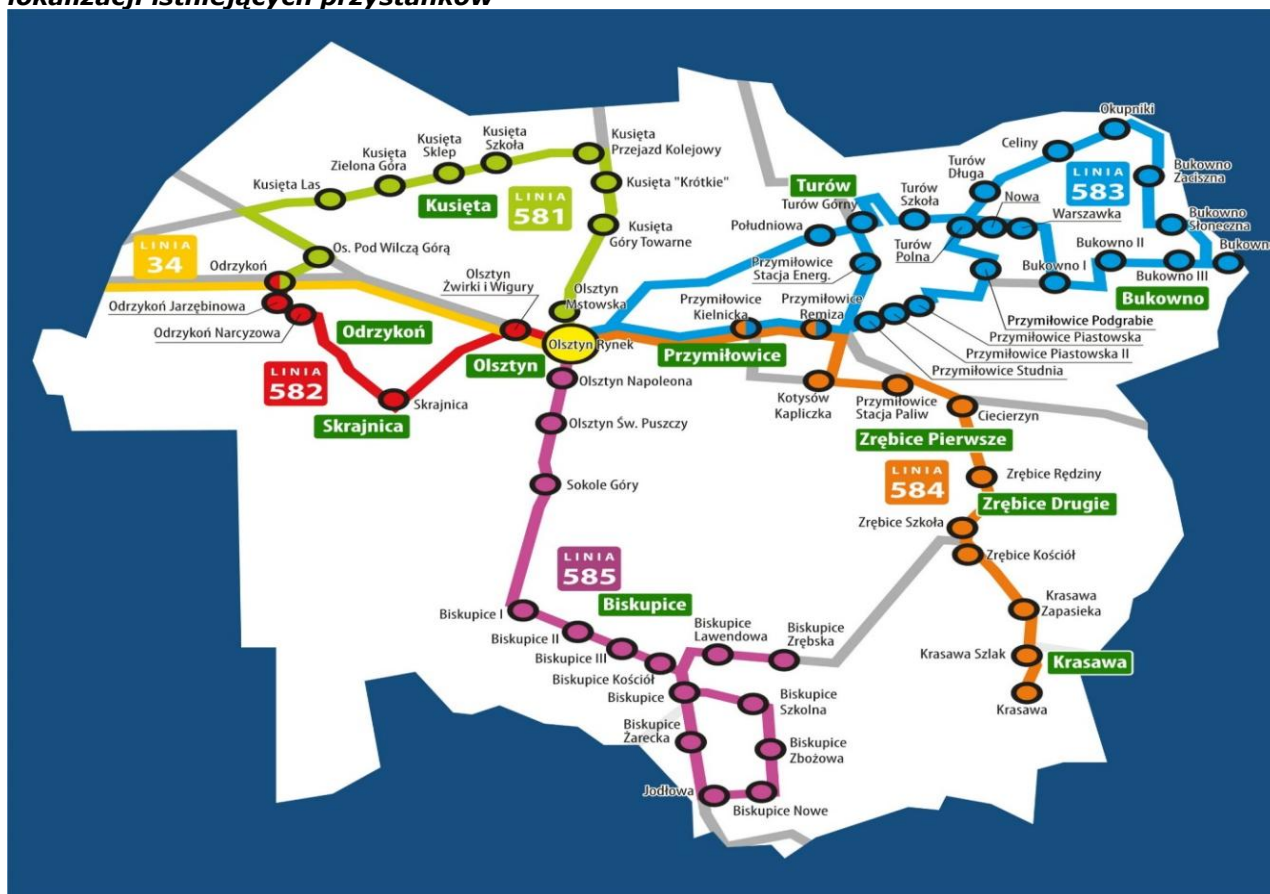 lokalizacji istniejących przystanków
Okupniki
Kusięta
Szkoła
Kusięta
Przejazd Kolejowy
Kusięta
Sklep
Kusięta
Zielona Góra
Celiny
Turów
Długa
Bukowno
Zaciszna
Kusięta Las
LINIA
581
Kusięta "Krótkie"
Turów
Turów
Szkoła
Nowa
LINIA
583
Kusięta
Turów Górny
Warszawka
Bukowno
Słoneczna
Kusięta
Góry Towarne
Południowa
LINIA
34
Os. Pod Wilczą Górą
Turów
Polna
Bukowno II
Bukowno
Odrzykoń
Olsztyn
Żwirki i Wigury
Przymiłowice
Stacja Energ.
Bukowno I
Bukowno III
Olsztyn
Mstowska
Przymiłowice
Kielnicka
Przymiłowice
Remiza
Bukowno
Odrzykoń Jarzębinowa
Odrzykoń Narcyzowa
Odrzykoń
Przymiłowice Podgrabie
Przymiłowice Piastowska
Przymiłowice Piastowska II
Przymiłowice Studnia
Olsztyn Rynek
Olsztyn
Przymiłowice
LINIA
582
Olsztyn Napoleona
Kotysów
Kapliczka
Przymiłowice
Stacja Paliw
Skrajnica
Ciecierzyn
Skrajnica
Olsztyn Św. Puszczy
Zrębice Pierwsze
LINIA
584
Zrębice Rędziny
Sokole Góry
Zrębice Drugie
Zrębice Szkoła
LINIA
585
Zrębice Kościół
Biskupice
Krasawa
Zapasieka
Biskupice I
Biskupice
Lawendowa
Biskupice
Zrębska
Biskupice II
Biskupice III
Krasawa Szlak
Krasawa
Biskupice Kościół
Biskupice
Biskupice
Szkolna
Krasawa
Biskupice
Żarecka
Biskupice
Zbożowa
Jodłowa
Biskupice Nowe